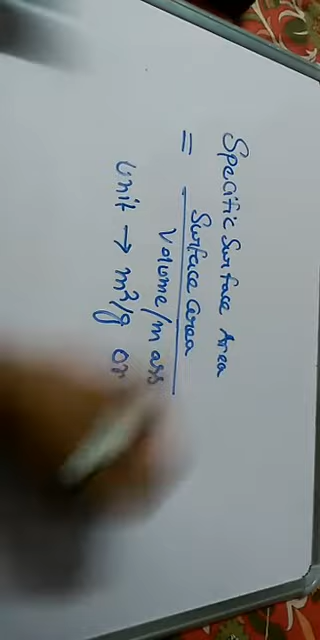 Specific Surface Area
= Surface area
Volume/mass
Unit → m²/g or